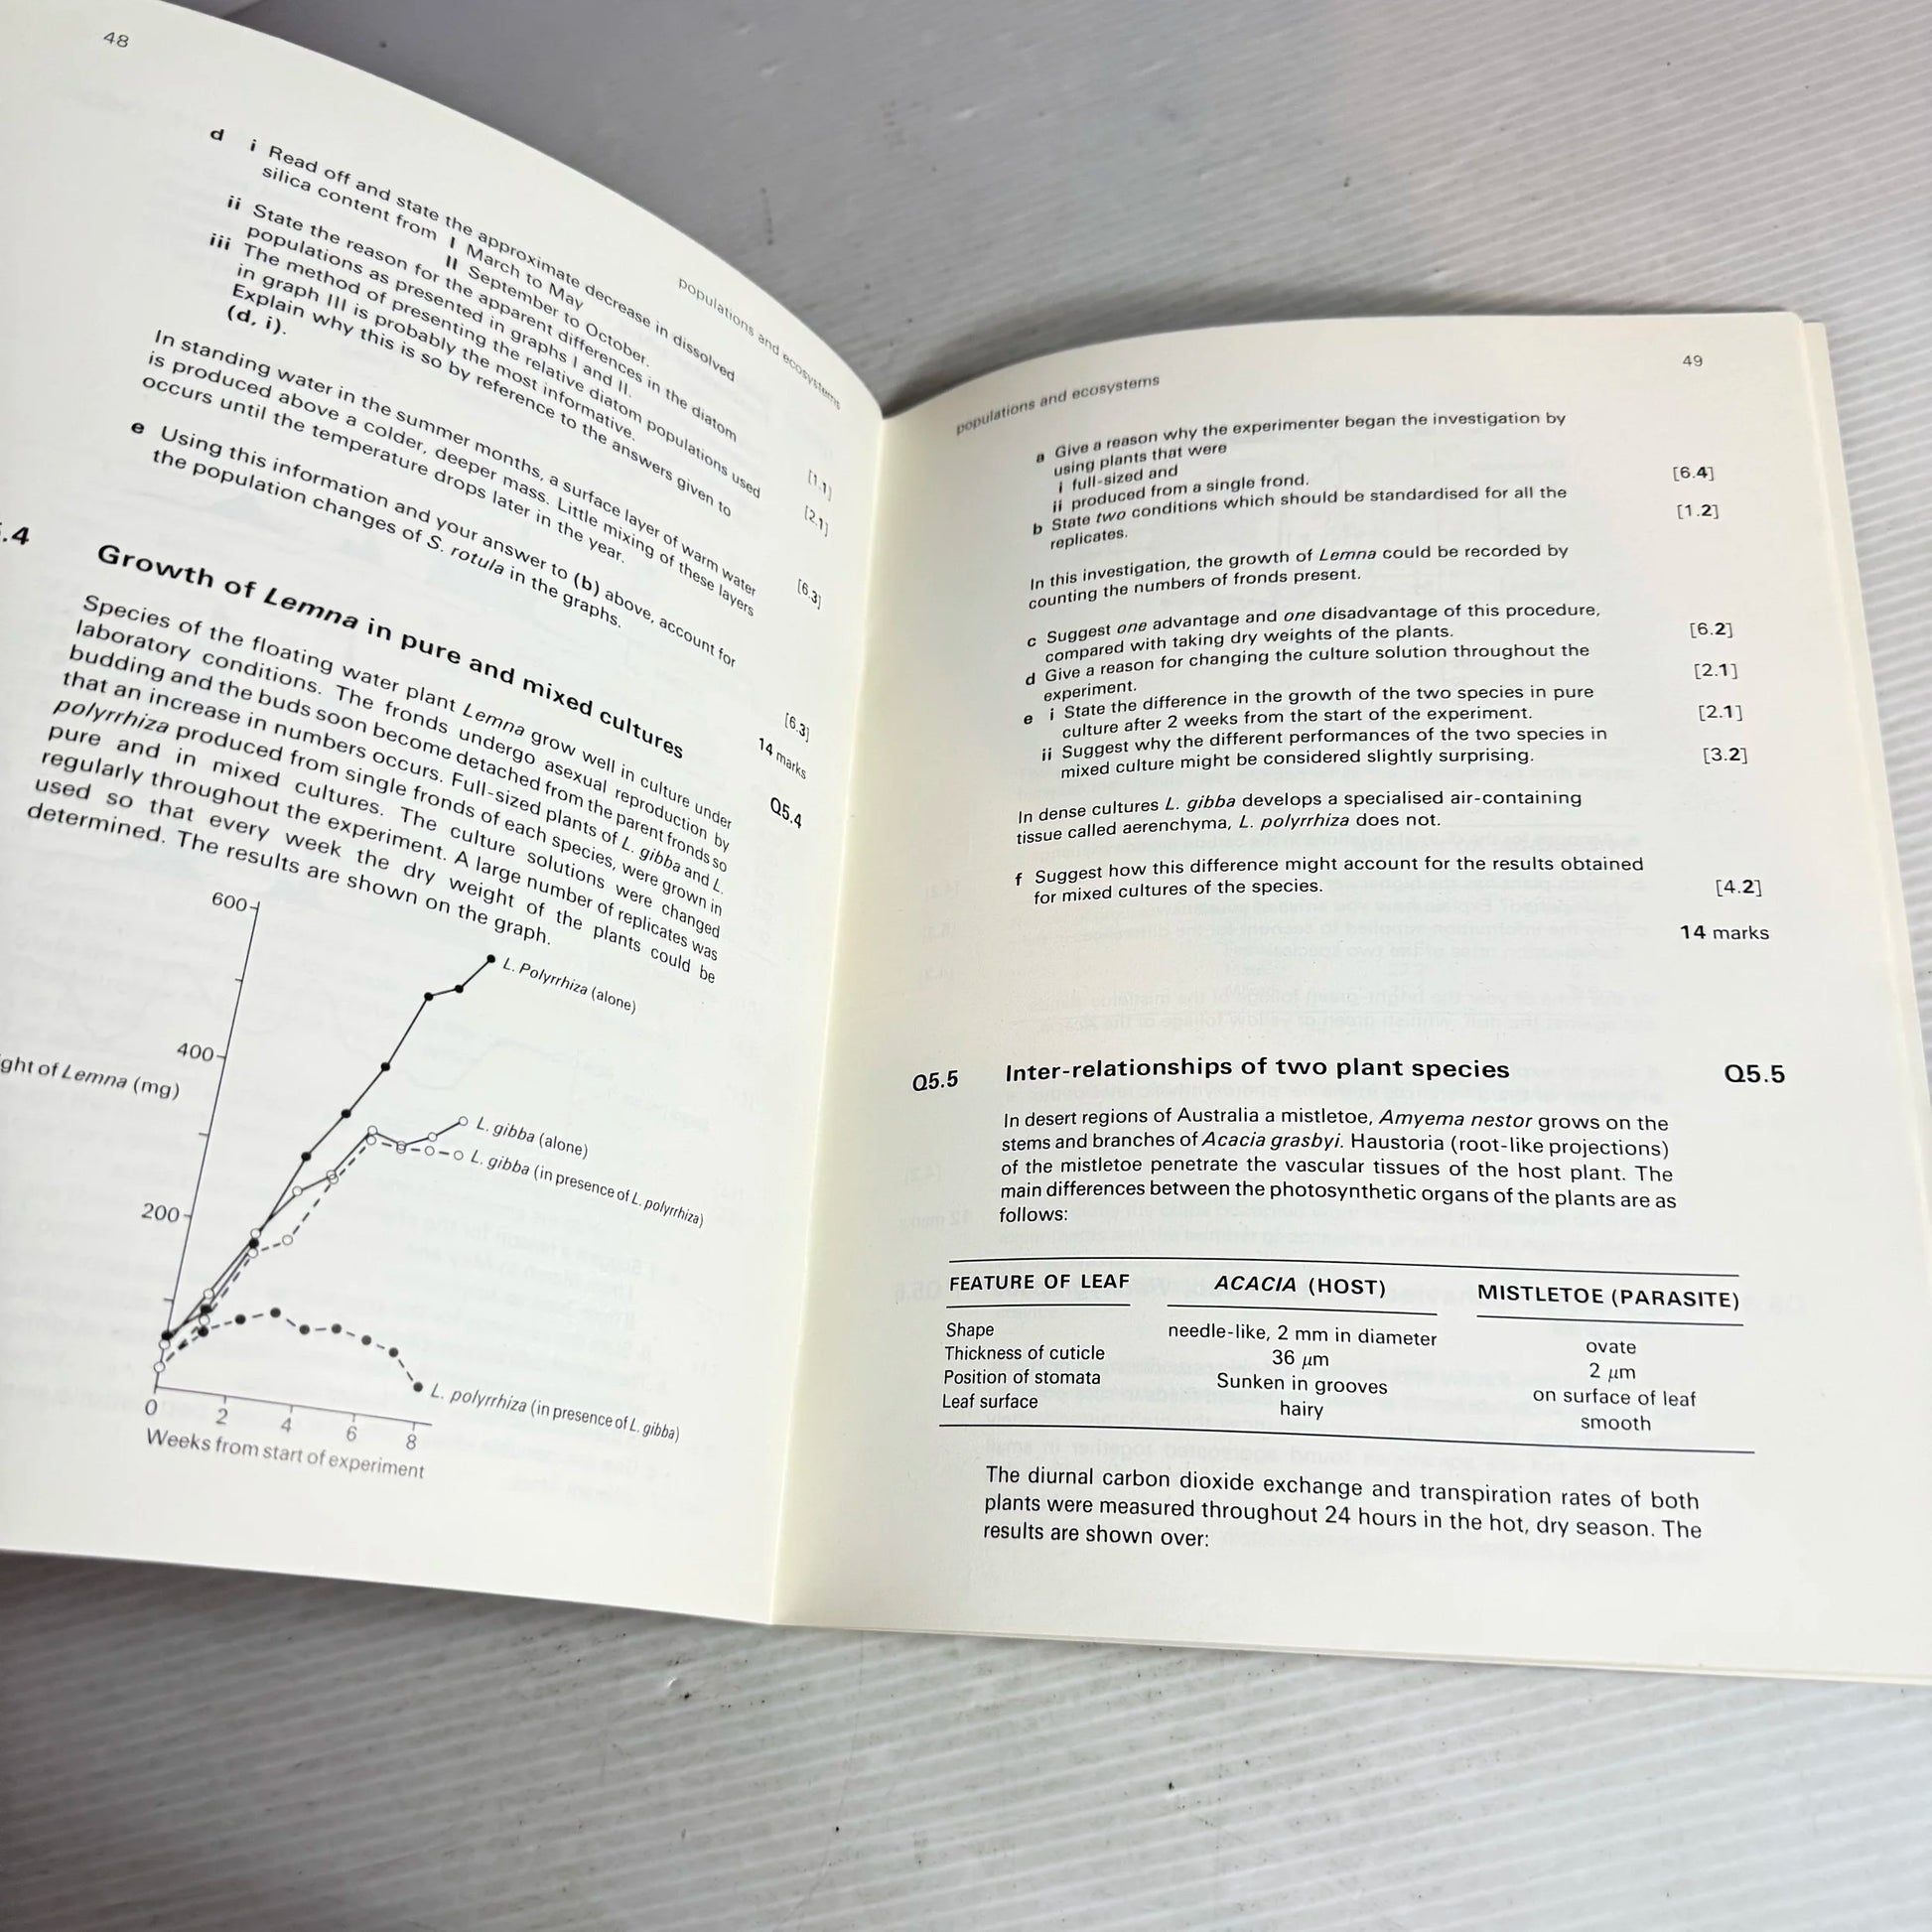 48
populations and ecosystems
d i Read off and state the approximate decrease in dissolved
silica content from I March to May
II September to October.
ii State the reason for the apparent differences in the diatom
populations as presented in graphs I and II.
iii The method of presenting the relative diatom populations used
in graph III is probably the most informative.
Explain why this is so by reference to the answers given to
(d, i).
[1.1]
[2.1]
[6.3]
In standing water in the summer months, a surface layer of warm water
is produced above a colder, deeper mass. Little mixing of these layers
occurs until the temperature drops later in the year.
e Using this information and your answer to (b) above, account for
the population changes of S. rotula in the graphs.
[6.3]
14 marks
.4
Growth of Lemna in pure and mixed cultures
Q5.4
Species of the floating water plant Lemna grow well in culture under
laboratory conditions. The fronds undergo asexual reproduction by
budding and the buds soon become detached from the parent fronds so
that an increase in numbers occurs. Full-sized plants of L. gibba and L.
polyrrhiza produced from single fronds of each species, were grown in
pure and in mixed cultures. The culture solutions were changed
regularly throughout the experiment. A large number of replicates was
used so that every week the dry weight of the plants could be
determined. The results are shown on the graph.
600
400
200
ght of Lemna (mg)
L. Polyrrhiza (alone)
L. gibba (alone)
L. gibba (in presence of L. polyrrhiza)
L. polyrrhiza (in presence of L. gibba)
0 2 4 6 8
Weeks from start of experiment
populations and ecosystems
49
a Give a reason why the experimenter began the investigation by
using plants that were
i full-sized and
ii produced from a single frond.
[6.4]
b State two conditions which should be standardised for all the
replicates.
[1.2]
In this investigation, the growth of Lemna could be recorded by
counting the numbers of fronds present.
c Suggest one advantage and one disadvantage of this procedure,
compared with taking dry weights of the plants.
[6.2]
d Give a reason for changing the culture solution throughout the
experiment.
[2.1]
e i State the difference in the growth of the two species in pure
culture after 2 weeks from the start of the experiment.
[2.1]
ii Suggest why the different performances of the two species in
mixed culture might be considered slightly surprising.
[3.2]
In dense cultures L. gibba develops a specialised air-containing
tissue called aerenchyma, L. polyrrhiza does not.
f Suggest how this difference might account for the results obtained
for mixed cultures of the species.
[4.2]
14 marks
Q5.5 Inter-relationships of two plant species Q5.5
In desert regions of Australia a mistletoe, Amyema nestor grows on the
stems and branches of Acacia grasbyi. Haustoria (root-like projections)
of the mistletoe penetrate the vascular tissues of the host plant. The
main differences between the photosynthetic organs of the plants are as
follows:
FEATURE OF LEAF ACACIA (HOST) MISTLETOE (PARASITE)
Shape needle-like, 2 mm in diameter ovate
Thickness of cuticle 36 μm 2 μm
Position of stomata Sunken in grooves on surface of leaf
Leaf surface hairy smooth
The diurnal carbon dioxide exchange and transpiration rates of both
plants were measured throughout 24 hours in the hot, dry season. The
results are shown over: